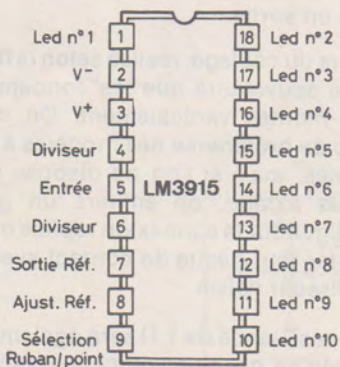 Led n°1 1 18 Led n°2
V- 2 17 Led n°3
V+ 3 16 Led n°4
Diviseur 4 15 Led n°5
Entrée 5 LM3915 14 Led n°6
Diviseur 6 13 Led n°7
Sortie Réf. 7 12 Led n°8
Ajust. Réf. 8 11 Led n°9
Sélection 9 10 Led n°10
Ruban/point